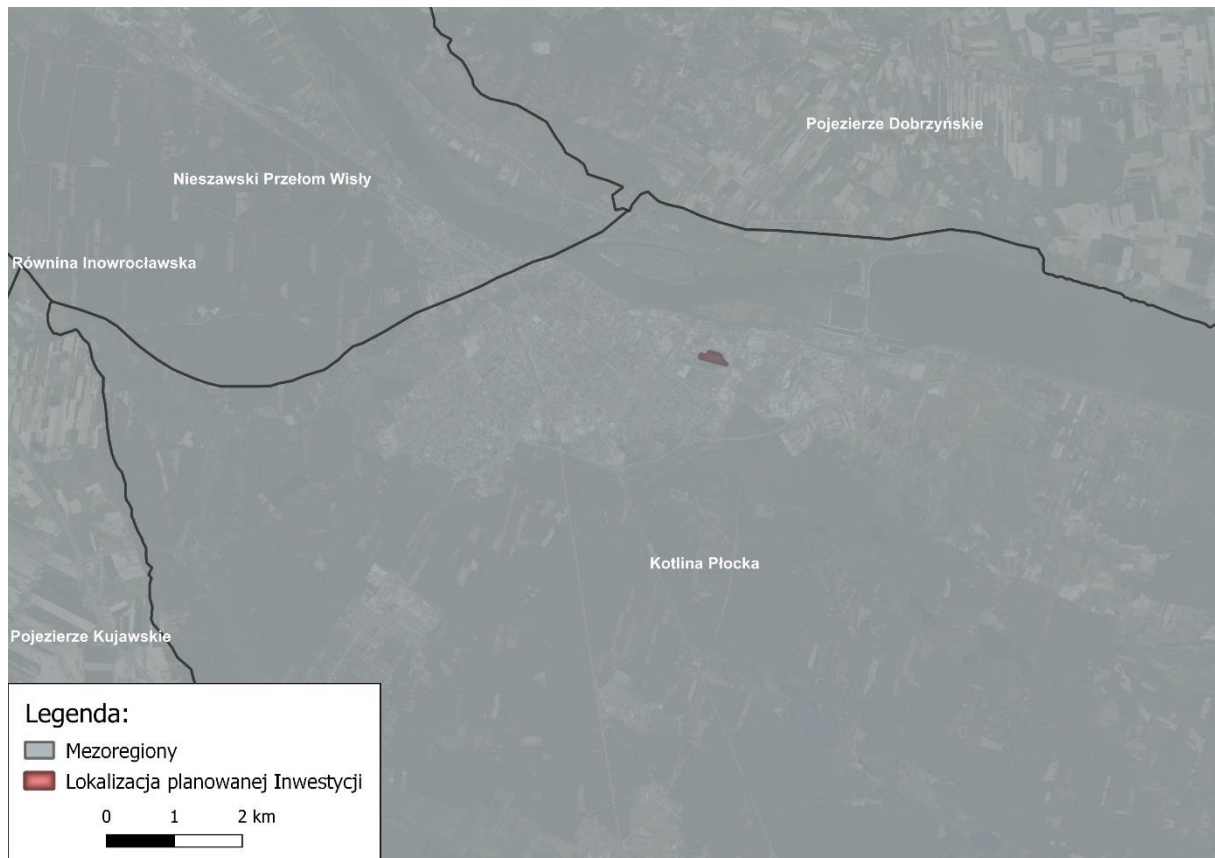 Pojezierze Dobrzyńskie
Nieszawski Przełom Wisły
Równina Inowrocławska
Kotlina Płocka
Pojezierze Kujawskie
Legenda:
Mezoregiony
Lokalizacja planowanej Inwestycji
0 1 2 km